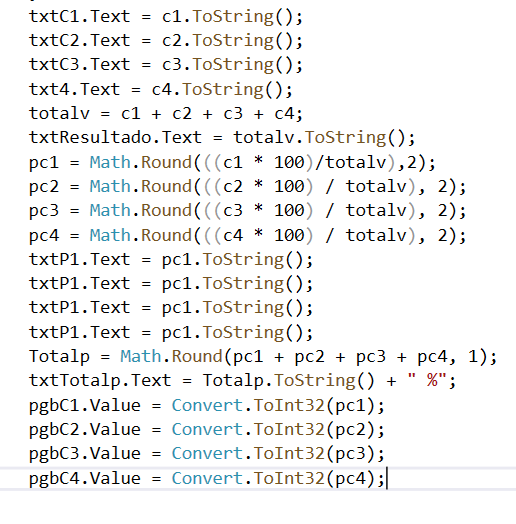 txtC1.Text = c1.ToString();
txtC2.Text = c2.ToString();
txtC3.Text = c3.ToString();
txt4.Text = c4.ToString();
totalv = c1 + c2 + c3 + c4;
txtResultado.Text = totalv.ToString();
pc1 = Math.Round(((c1 * 100)/totalv),2);
pc2 = Math.Round(((c2 * 100) / totalv), 2);
pc3 = Math.Round(((c3 * 100) / totalv), 2);
pc4 = Math.Round(((c4 * 100) / totalv), 2);
txtP1.Text = pc1.ToString();
txtP1.Text = pc1.ToString();
txtP1.Text = pc1.ToString();
txtP1.Text = pc1.ToString();
Totalp = Math.Round(pc1 + pc2 + pc3 + pc4, 1);
txtTotalp.Text = Totalp.ToString() + " %";
pgbC1.Value = Convert.ToInt32(pc1);
pgbC2.Value = Convert.ToInt32(pc2);
pgbC3.Value = Convert.ToInt32(pc3);
pgbC4.Value = Convert.ToInt32(pc4);